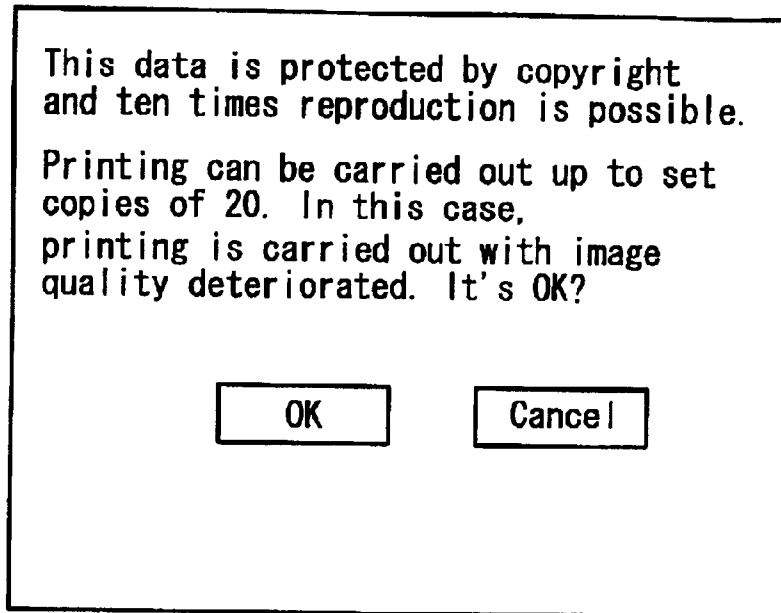 This data is protected by copyright
and ten times reproduction is possible.
Printing can be carried out up to set
copies of 20. In this case,
printing is carried out with image
quality deteriorated. It's OK?
OK
Cancel